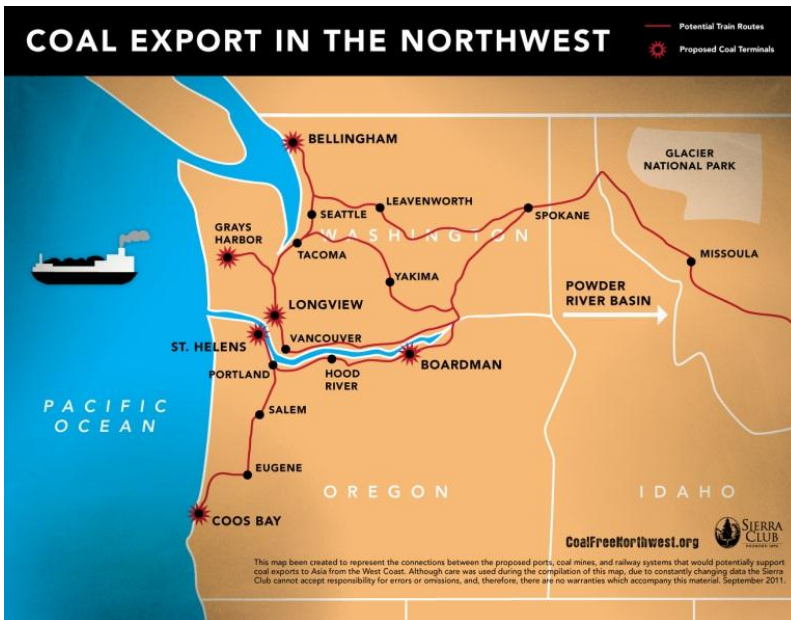 COAL EXPORT IN THE NORTHWEST
Potential Train Routes
Proposed Coal Terminals
BELLINGHAM
GLACIER
NATIONAL PARK
LEAVENWORTH
SEATTLE
SPOKANE
GRAYS
HARBOR
WASHINGTON
TACOMA
MISSOULA
YAKIMA
POWDER
RIVER BASIN
LONGVIEW
ST. HELENS
VANCOUVER
BOARDMAN
PORTLAND
HOOD
RIVER
PACIFIC
OCEAN
SALEM
EUGENE
OREGON
IDAHO
COOS BAY
CoalFreeNorthwest.org
SIERRA
CLUB
FOUNDED 1892
This map been created to represent the connections between the proposed ports, coal mines, and railway systems that would potentially support
coal exports to Asia from the West Coast. Although care was used during the compilation of this map, due to constantly changing data the Sierra
Club cannot accept responsibility for errors or omissions, and, therefore, there are no warranties which accompany this material. September 2011.